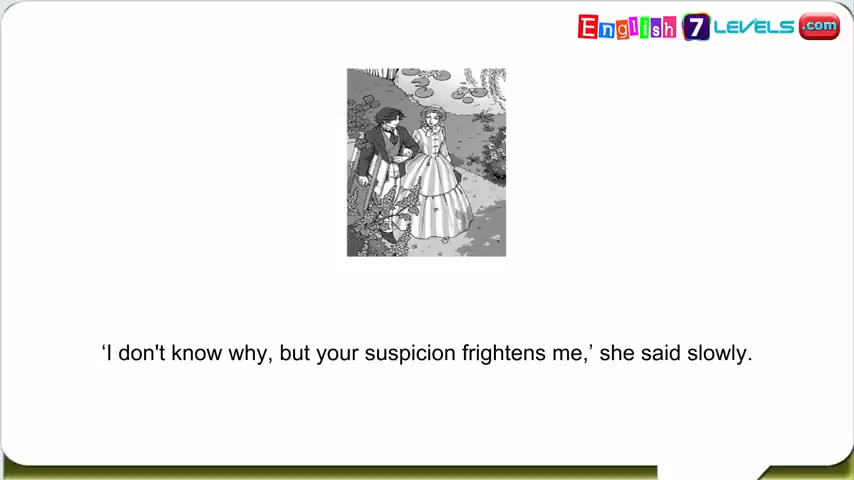 English 7 LEVELS .com
‘I don't know why, but your suspicion frightens me,’ she said slowly.